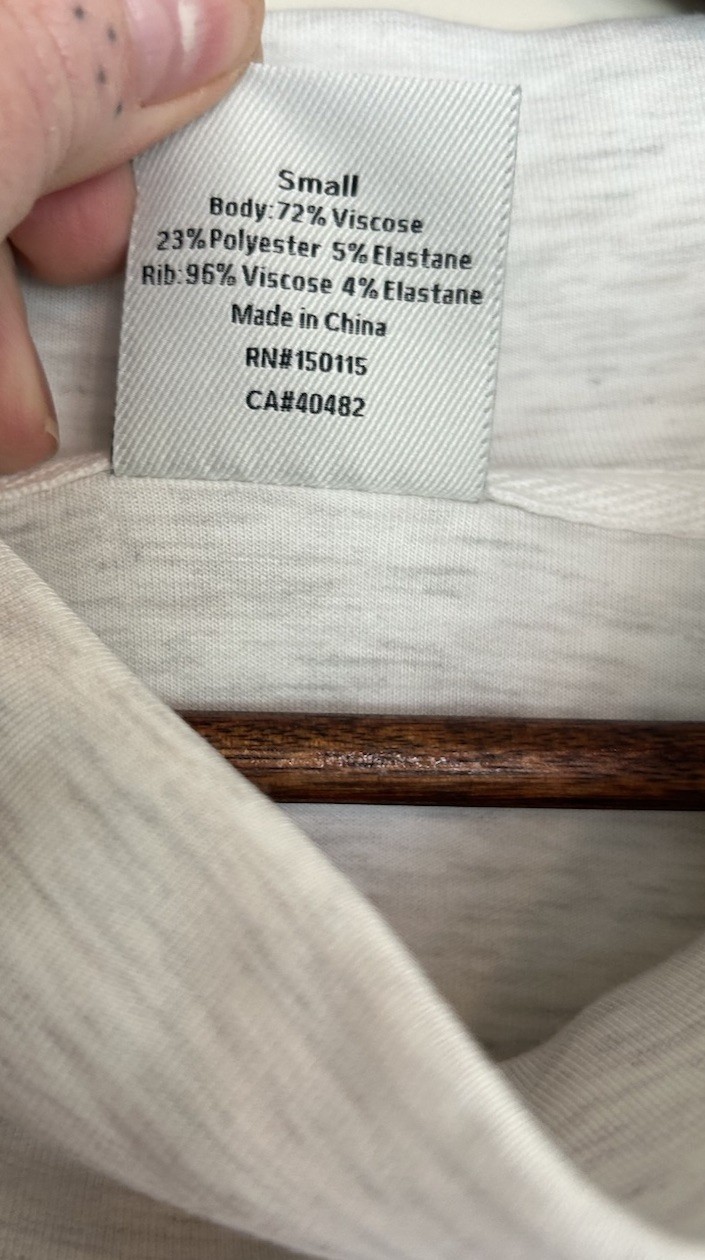 Small
Body:72% Viscose
23% Polyester 5% Elastane
Rib:96% Viscose 4% Elastane
Made in China
RN#150115
CA#40482